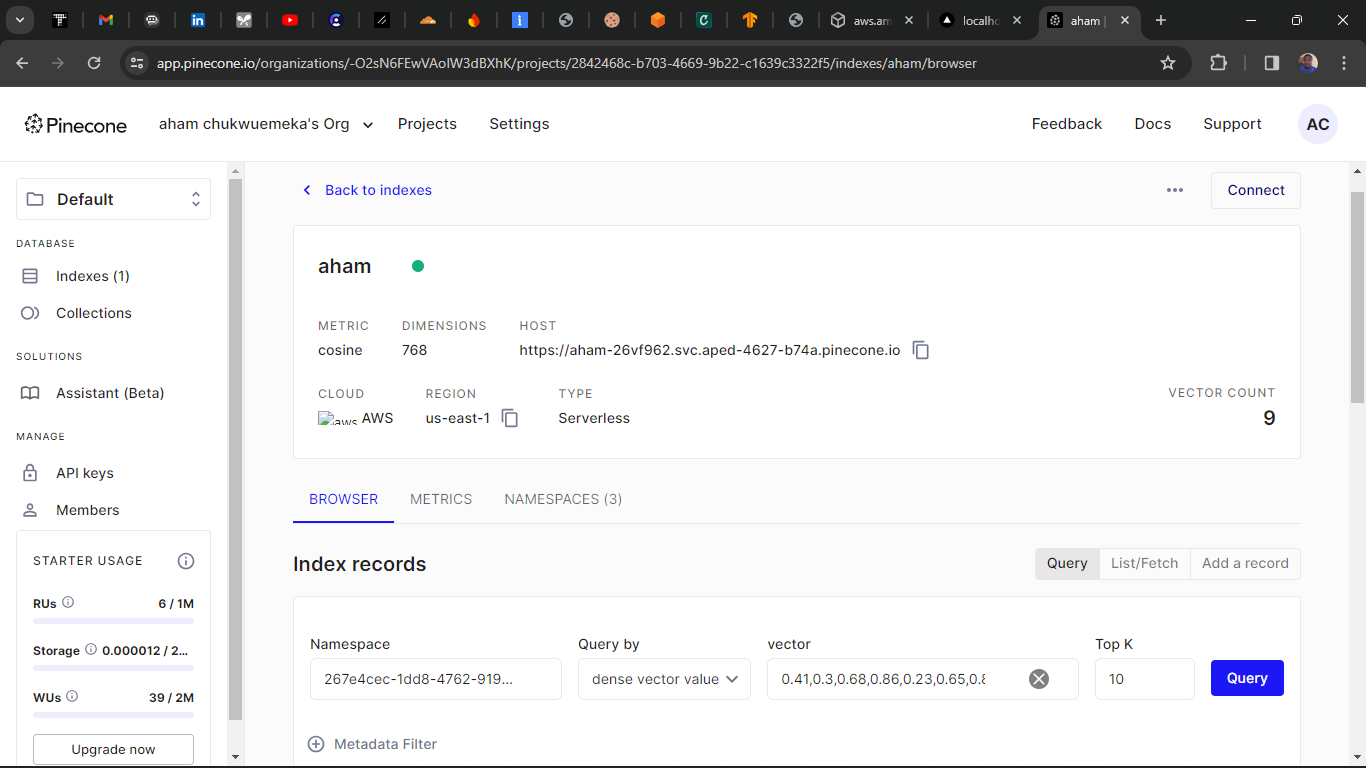 aws.am
localho
aham |
app.pinecone.io/organizations/-O2sN6FEwVAoIW3dBXhK/projects/2842468c-b703-4669-9b22-c1639c3322f5/indexes/aham/browser
Pinecone
aham chukwuemeka's Org
Projects
Settings
Feedback
Docs
Support
AC
Default
Back to indexes
Connect
DATABASE
Indexes (1)
Collections
SOLUTIONS
Assistant (Beta)
MANAGE
API keys
Members
STARTER USAGE
RUs 6 / 1M
Storage 0.000012 / 2...
WUs 39 / 2M
Upgrade now
aham
METRIC DIMENSIONS HOST
cosine 768 https://aham-26vf962.svc.aped-4627-b74a.pinecone.io
CLOUD REGION TYPE VECTOR COUNT
aws AWS us-east-1 Serverless 9
BROWSER METRICS NAMESPACES (3)
Index records
Query List/Fetch Add a record
Namespace Query by vector Top K
267e4cec-1dd8-4762-919... dense vector value 0.41,0.3,0.68,0.86,0.23,0.65,0.8 10 Query
Metadata Filter